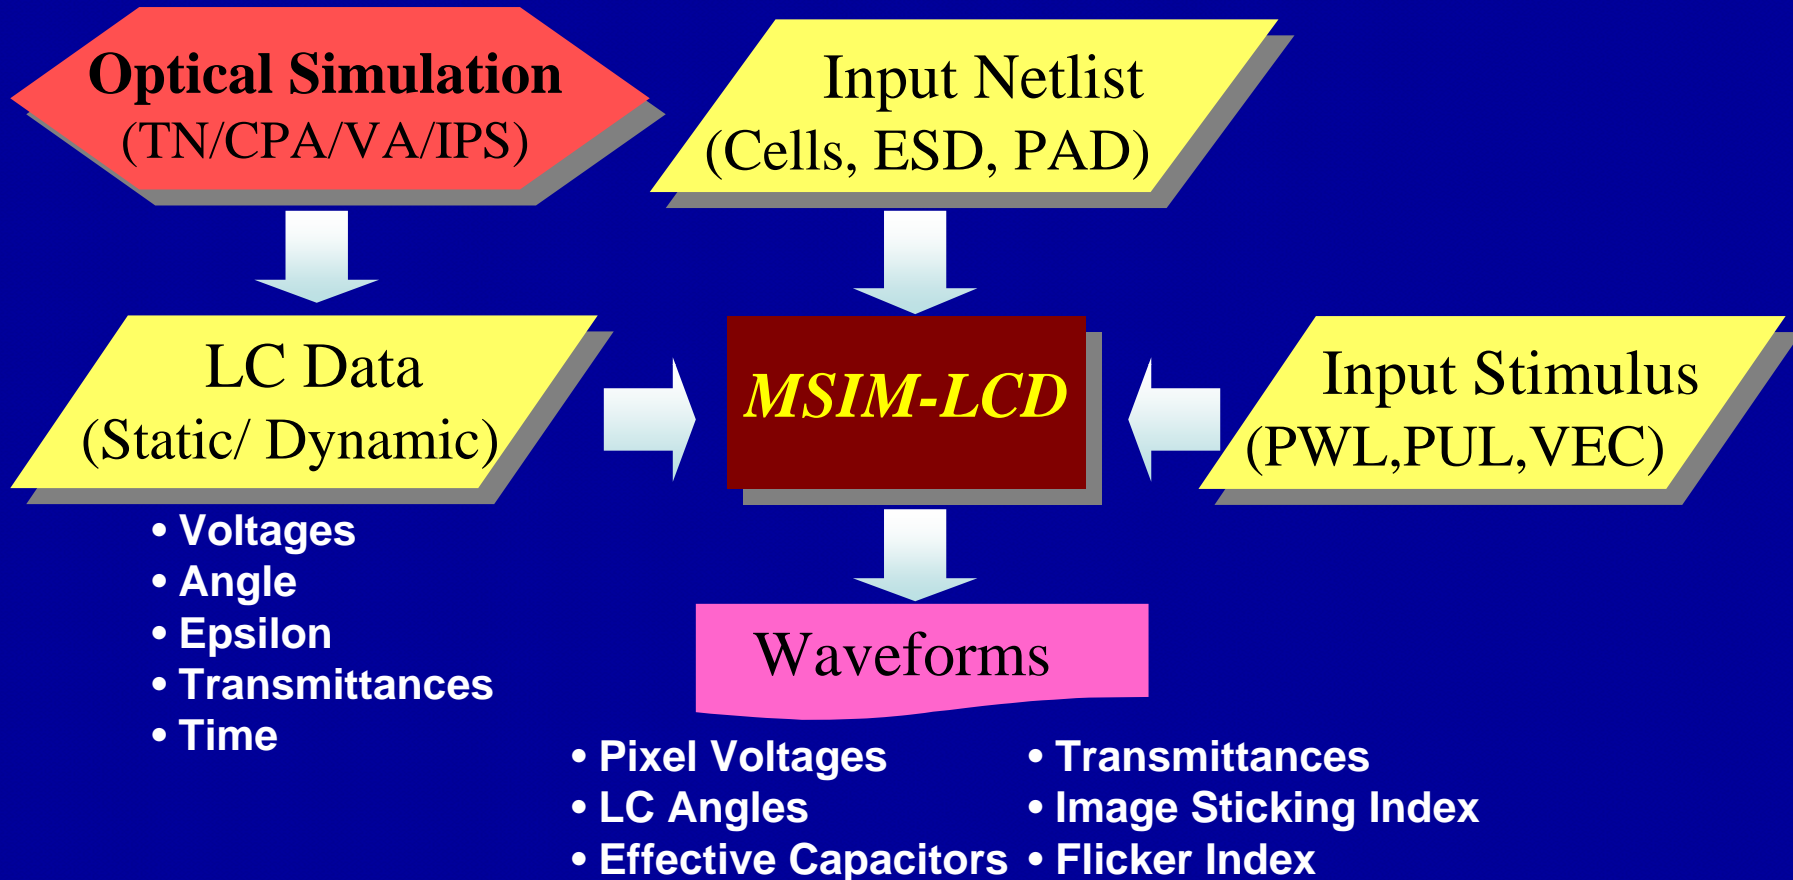 Optical Simulation
(TN/CPA/VA/IPS)
Input Netlist
(Cells, ESD, PAD)
LC Data
(Static/ Dynamic)
MSIM-LCD
Input Stimulus
(PWL,PUL,VEC)
• Voltages
• Angle
• Epsilon
• Transmittances
• Time
Waveforms
• Pixel Voltages
• LC Angles
• Effective Capacitors
• Transmittances
• Image Sticking Index
• Flicker Index